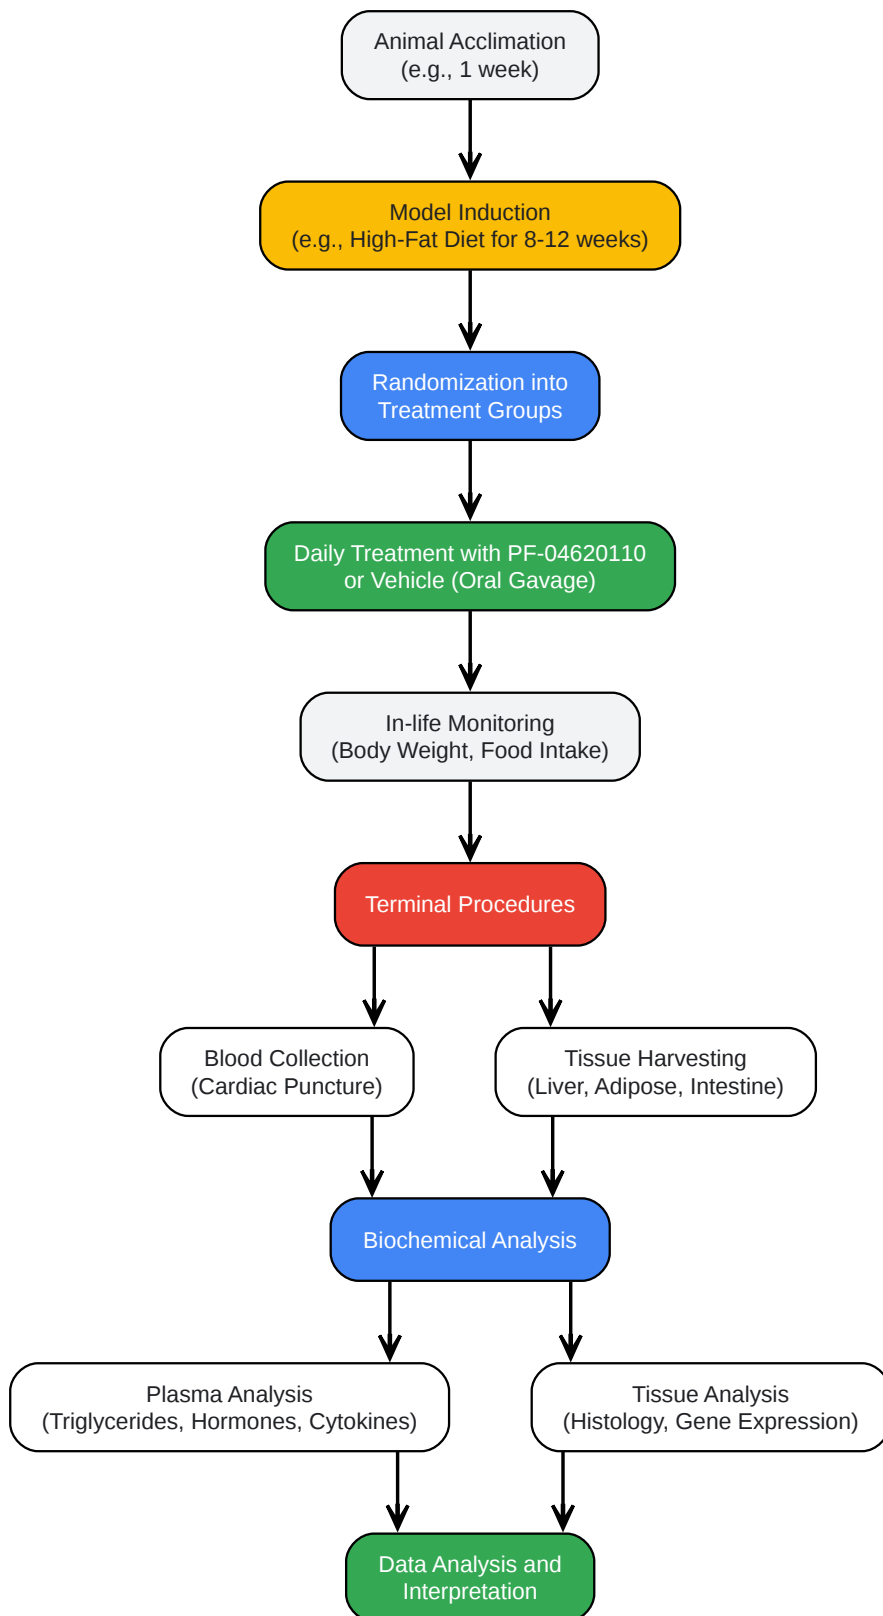 Animal Acclimation
(e.g., 1 week)
Model Induction
(e.g., High-Fat Diet for 8-12 weeks)
Randomization into
Treatment Groups
Daily Treatment with PF-04620110
or Vehicle (Oral Gavage)
In-life Monitoring
(Body Weight, Food Intake)
Terminal Procedures
Blood Collection
(Cardiac Puncture)
Tissue Harvesting
(Liver, Adipose, Intestine)
Biochemical Analysis
Plasma Analysis
(Triglycerides, Hormones, Cytokines)
Tissue Analysis
(Histology, Gene Expression)
Data Analysis and
Interpretation